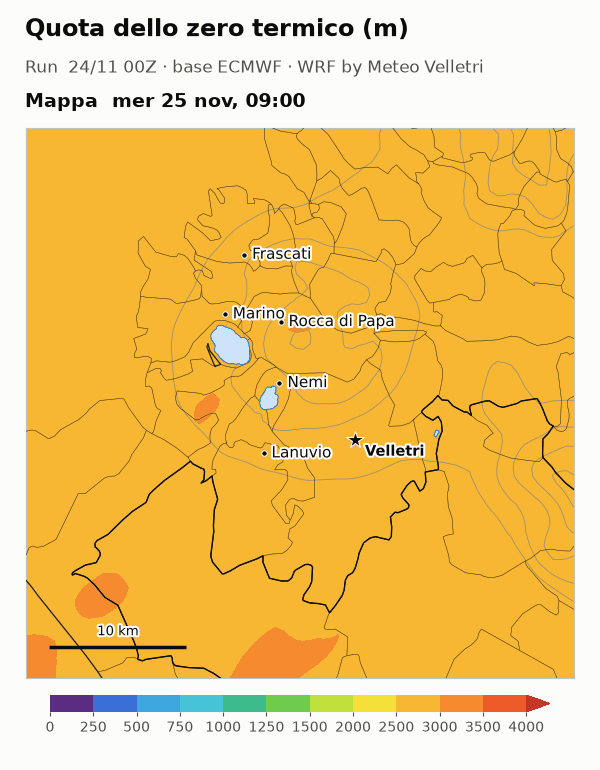 Quota dello zero termico (m)
Run  24/11 00Z · base ECMWF · WRF by Meteo Velletri
Mappa  mer 25 nov, 09:00
Frascati
Marino
Rocca di Papa
Nemi
Velletri
Lanuvio
10 km
0 250 500 750 1000 1250 1500 2000 2500 3000 3500 4000